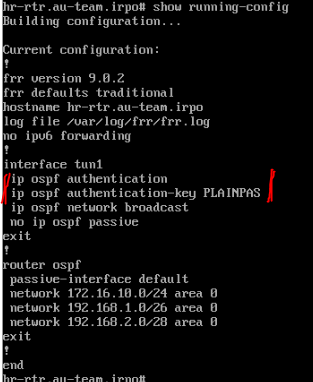 hr-rtr.au-team.irpo# show running-config
Building configuration...
Current configuration:
!
frr version 9.0.2
frr defaults traditional
hostname hr-rtr.au-team.irpo
log file /var/log/frr/frr.log
no ipv6 forwarding
!
interface tun1
ip ospf authentication
ip ospf authentication-key PLAINPAS
ip ospf network broadcast
no ip ospf passive
exit
!
router ospf
passive-interface default
network 172.16.10.0/24 area 0
network 192.168.1.0/26 area 0
network 192.168.2.0/28 area 0
exit
!
end
hr-rtr.au-team.irpo#